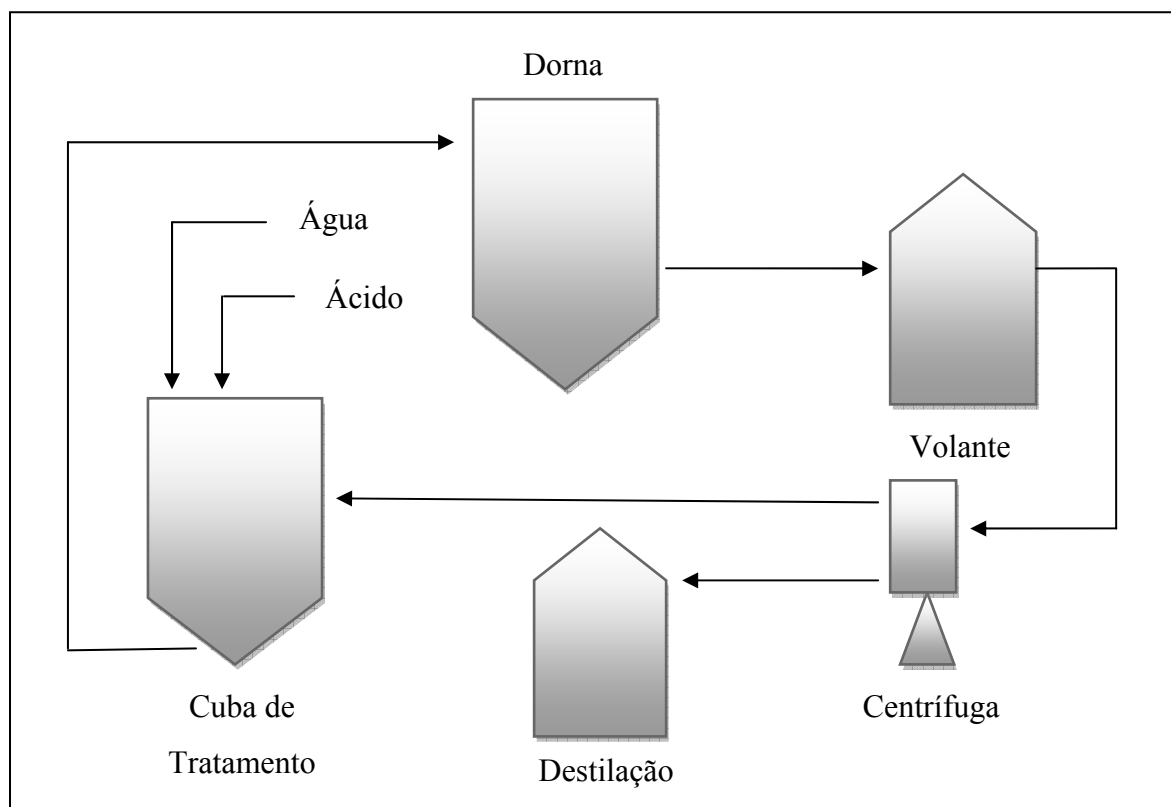 Dorna
Água
Ácido
Volante
Cuba de
Tratamento
Destilação
Centrífuga